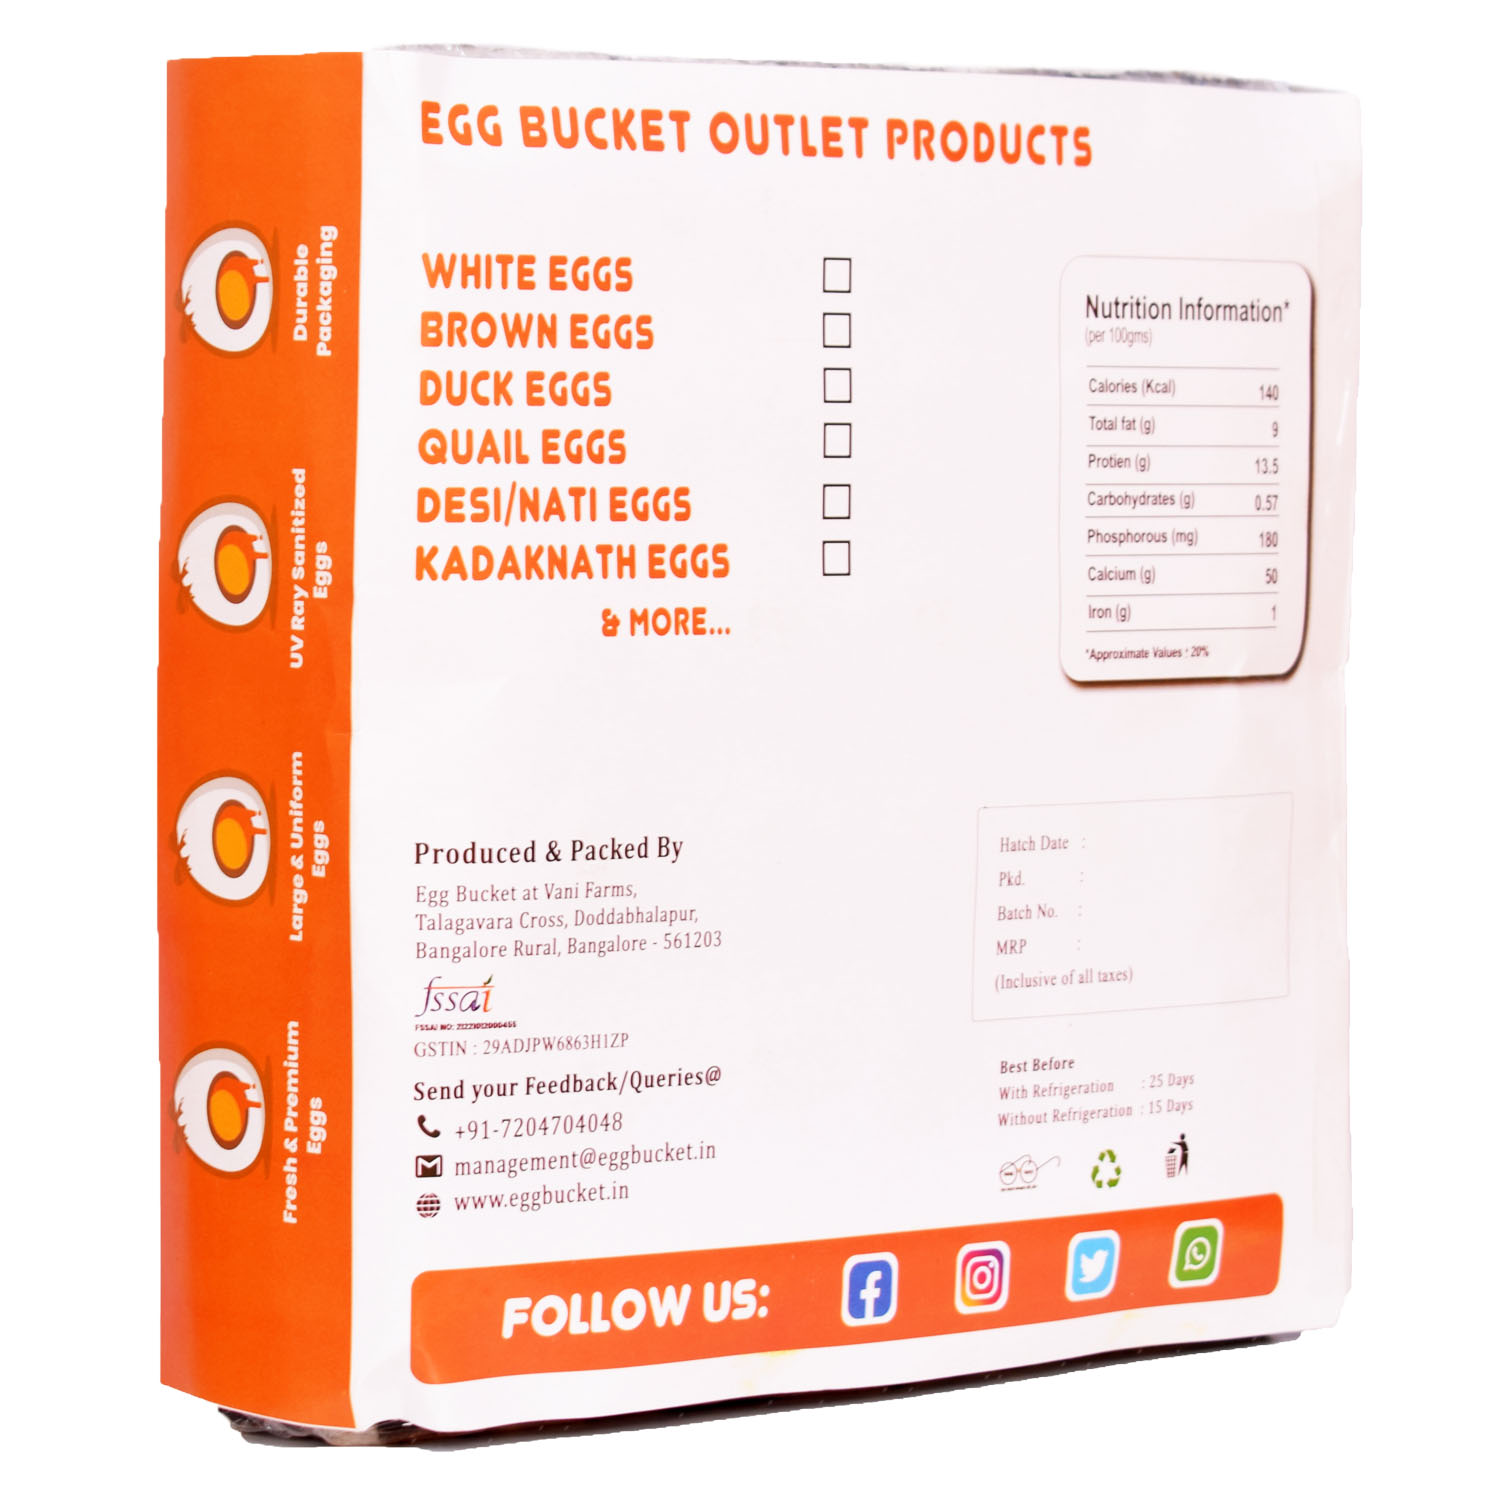 EGG BUCKET OUTLET PRODUCTS
WHITE EGGS
BROWN EGGS
DUCK EGGS
QUAIL EGGS
DESI/NATI EGGS
KADAKNATH EGGS
& MORE...
Nutrition Information*
(per 100gms)
Calories (Kcal) 140
Total fat (g) 9
Protien (g) 13.5
Carbohydrates (g) 0.57
Phosphorous (mg) 180
Calcium (g) 50
Iron (g) 1
*Approximate Values : 20%
Durable
Packaging
UV Ray Sanitized
Eggs
Large & Uniform
Eggs
Fresh & Premium
Eggs
Produced & Packed By
Egg Bucket at Vani Farms,
Talagavara Cross, Doddabhalapur,
Bangalore Rural, Bangalore - 561203
fssai
FSSAI NO:
GSTIN : 29ADJPW6863H1ZP
Send your Feedback/Queries@
+91-7204704048
management@eggbucket.in
www.eggbucket.in
Hatch Date :
Pkd. :
Batch No. :
MRP :
(Inclusive of all taxes)
Best Before
With Refrigeration : 25 Days
Without Refrigeration : 15 Days
FOLLOW US: